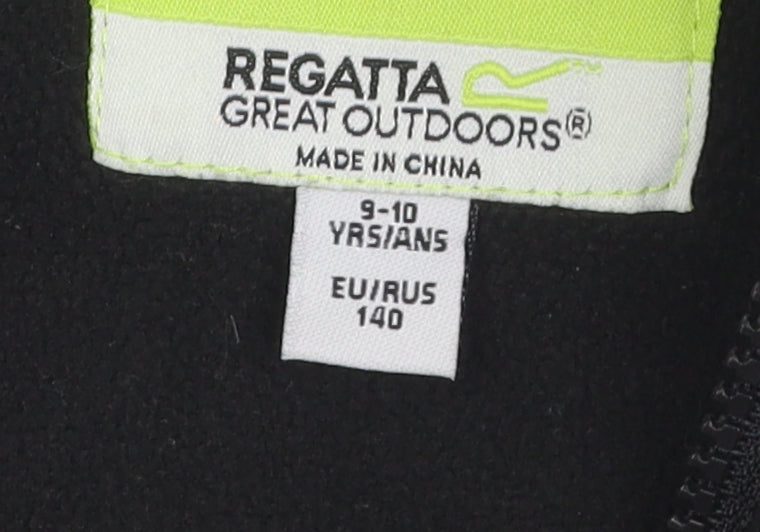 REGATTA
GREAT OUTDOORS®
MADE IN CHINA
9-10
YRS/ANS
EU/RUS
140